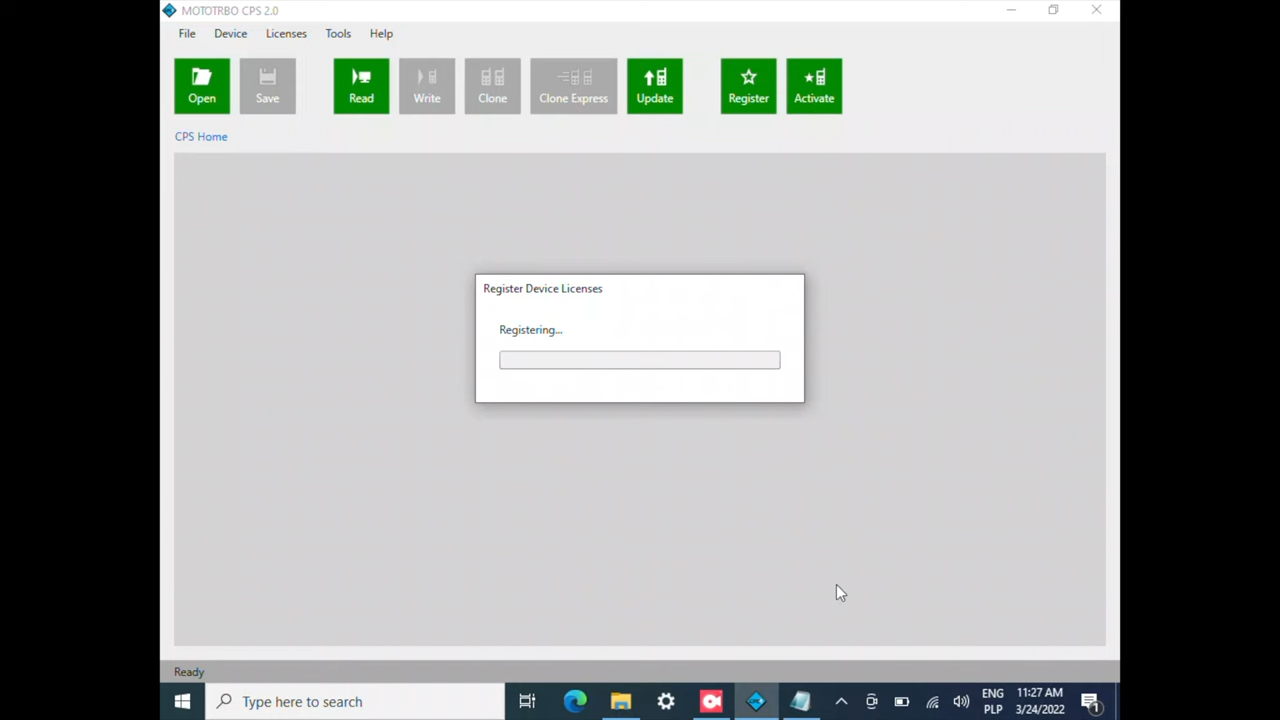 MOTOTRBO CPS 2.0
File Device Licenses Tools Help
Open Save Read Write Clone Clone Express Update Register Activate
CPS Home
Register Device Licenses
Registering...
Ready
Type here to search
ENG 11:27 AM
PLP 3/24/2022
1